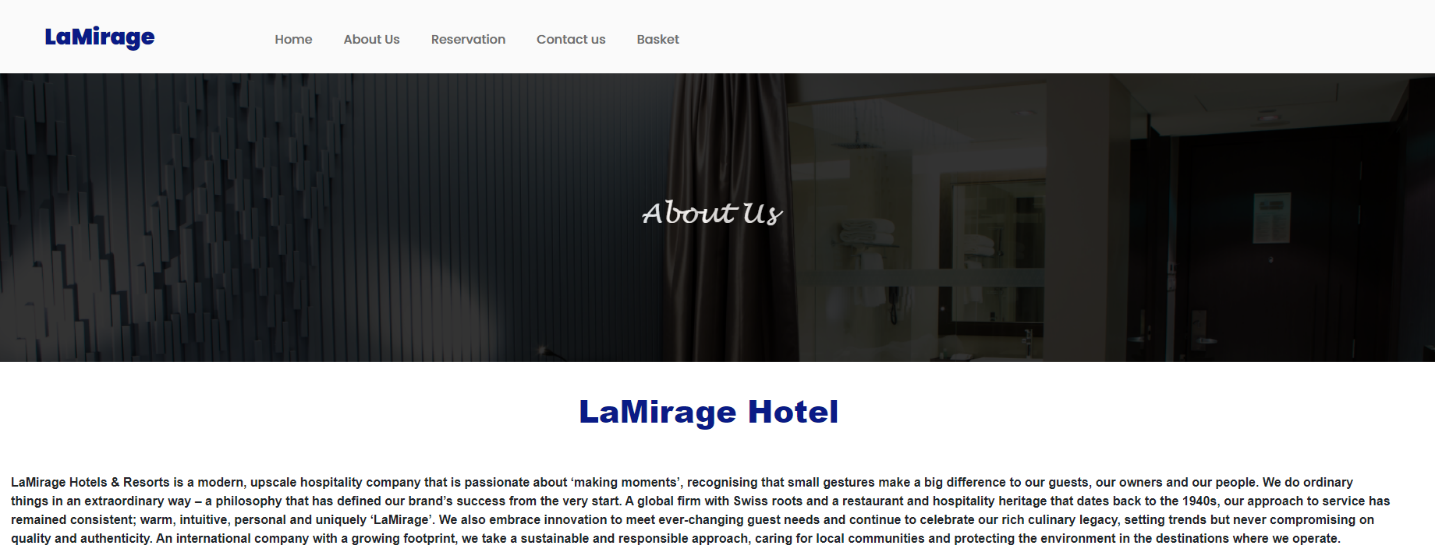 LaMirage
Home About Us Reservation Contact us Basket
About Us
LaMirage Hotel
LaMirage Hotels & Resorts is a modern, upscale hospitality company that is passionate about ‘making moments’, recognising that small gestures make a big difference to our guests, our owners and our people. We do ordinary
things in an extraordinary way – a philosophy that has defined our brand’s success from the very start. A global firm with Swiss roots and a restaurant and hospitality heritage that dates back to the 1940s, our approach to service has
remained consistent; warm, intuitive, personal and uniquely ‘LaMirage’. We also embrace innovation to meet ever-changing guest needs and continue to celebrate our rich culinary legacy, setting trends but never compromising on
quality and authenticity. An international company with a growing footprint, we take a sustainable and responsible approach, caring for local communities and protecting the environment in the destinations where we operate.